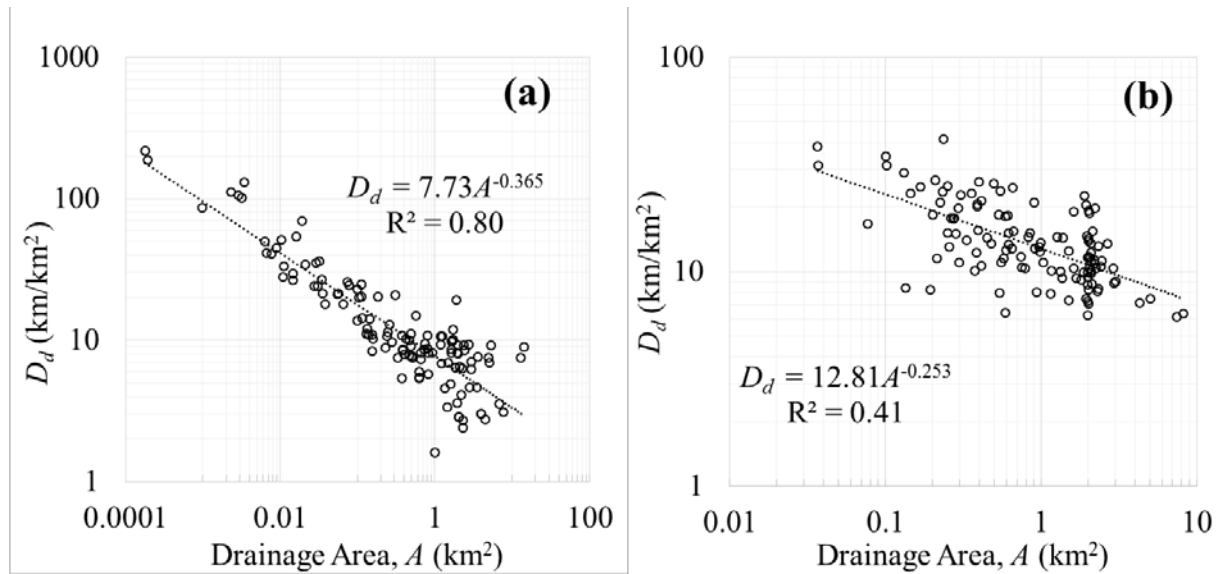 1000
(a)
100
D_d = 7.73A^-0.365
R² = 0.80
D_d (km/km²)
10
1
0.0001 0.01 1 100
Drainage Area, A (km²)
100
(b)
D_d (km/km²)
10
D_d = 12.81A^-0.253
R² = 0.41
1
0.01 0.1 1 10
Drainage Area, A (km²)